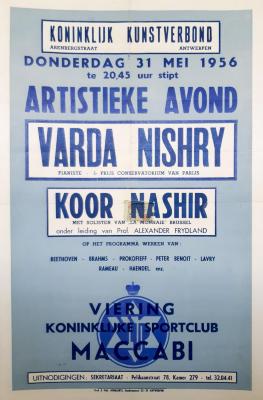 KONINKLIJK KUNSTVERBOND
ARENBERGSTRAAT ANTWERPEN
DONDERDAG 31 MEI 1956
te 20,45 uur stipt
ARTISTIEKE AVOND
VARDA NISHRY
PIANISTE - 1e PRIJS CONSERVATORIUM VAN PARIJS
KOOR NASHIR
MET SOLISTEN VAN LA MONNAIE BRUSSEL
onder leiding van Prof. ALEXANDER FRYDLAND
OP HET PROGRAMMA WERKEN VAN:
BEETHOVEN - BRAHMS - PROKOFIEFF - PETER BENOIT - LAVRY
RAMEAU - HAENDEL enz.
VIERING
KONINKLIJKE SPORTCLUB
MACCABI
UITNODIGINGEN: SEKRETARIAAT - Pelikaanstraat 78, Kamer 279 - tel. 32.04.41